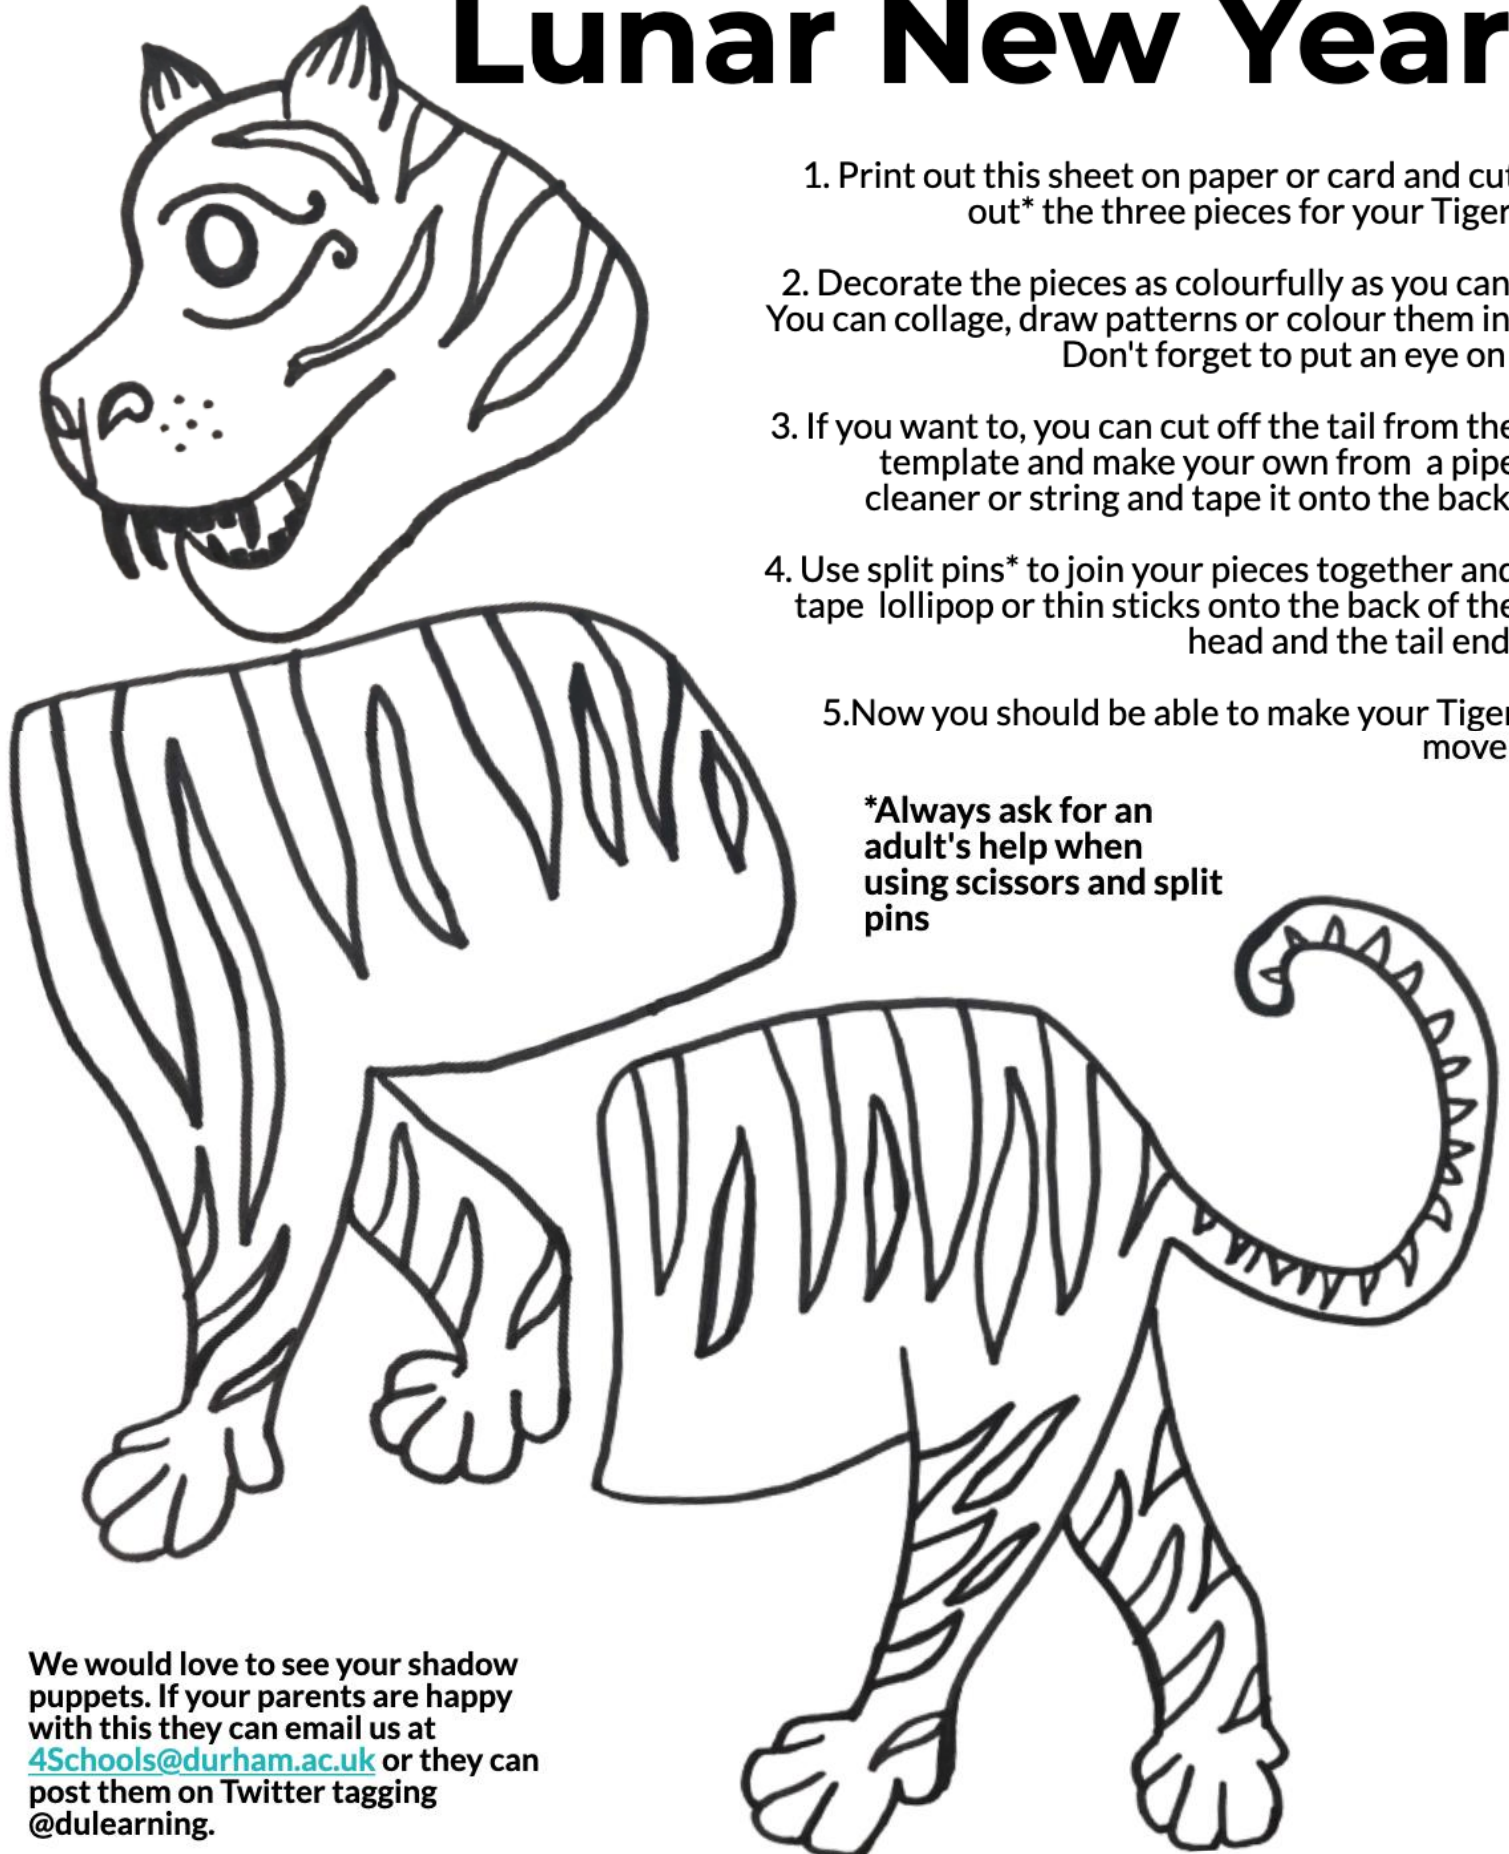 Lunar New Year
1. Print out this sheet on paper or card and cut
out* the three pieces for your Tiger
2. Decorate the pieces as colourfully as you can
You can collage, draw patterns or colour them in
Don't forget to put an eye on
3. If you want to, you can cut off the tail from the
template and make your own from a pipe
cleaner or string and tape it onto the back
4. Use split pins* to join your pieces together and
tape lollipop or thin sticks onto the back of the
head and the tail end
5.Now you should be able to make your Tiger
move
*Always ask for an
adult's help when
using scissors and split
pins
We would love to see your shadow
puppets. If your parents are happy
with this they can email us at
4Schools@durham.ac.uk or they can
post them on Twitter tagging
@dulearning.